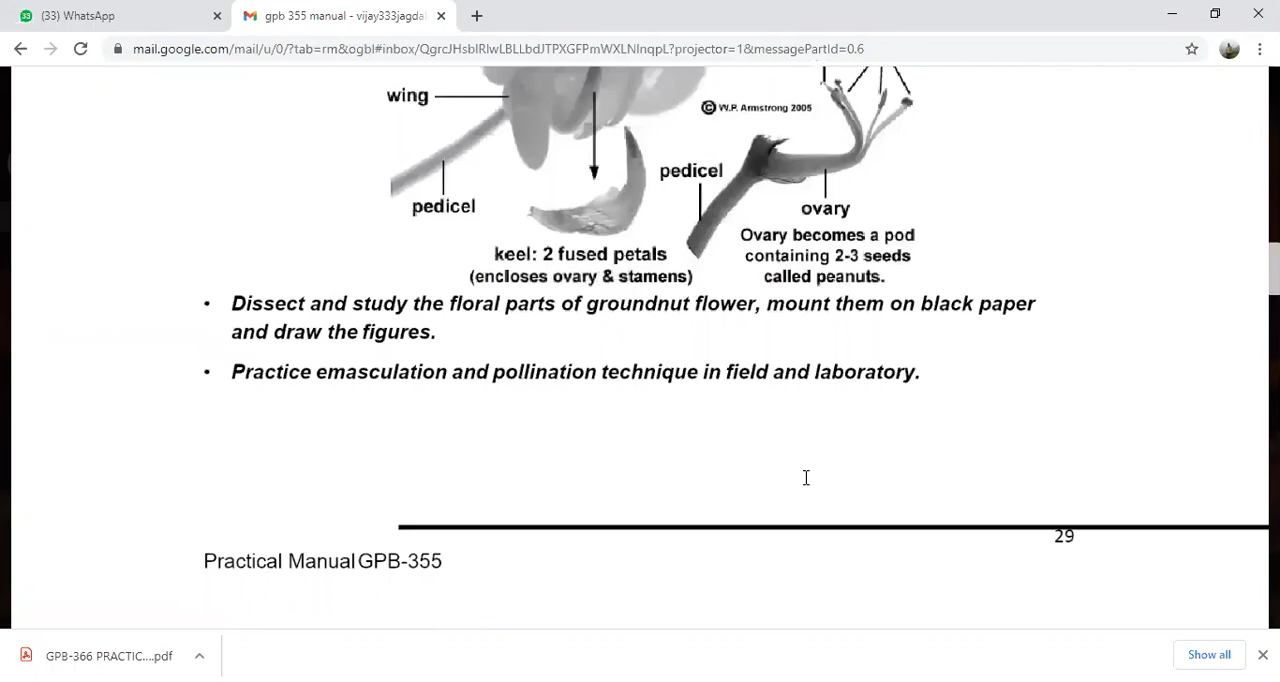 (33) WhatsApp
gpb 355 manual - vijay333jagdal
mail.google.com/mail/u/0/?tab=rm&ogbl#inbox/QgrcJHsblRlwLBLLbdJTPXGFPmWXLNlnqpL?projector=1&messagePartId=0.6
wing
© W.P. Armstrong 2005
pedicel
pedicel
ovary
keel: 2 fused petals
(encloses ovary & stamens)
Ovary becomes a pod
containing 2-3 seeds
called peanuts.
• Dissect and study the floral parts of groundnut flower, mount them on black paper
and draw the figures.
• Practice emasculation and pollination technique in field and laboratory.
29
Practical Manual GPB-355
GPB-366 PRACTIC....pdf
Show all